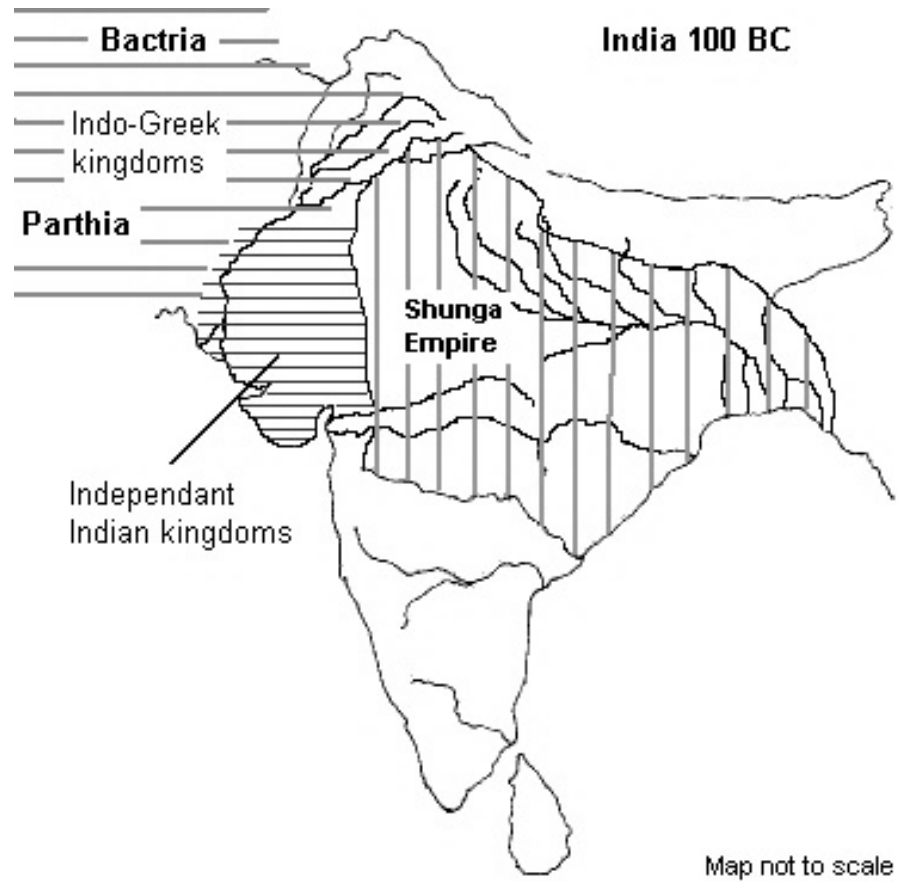 Bactria
India 100 BC
Indo-Greek
kingdoms
Parthia
Shunga
Empire
Independant
Indian kingdoms
Map not to scale